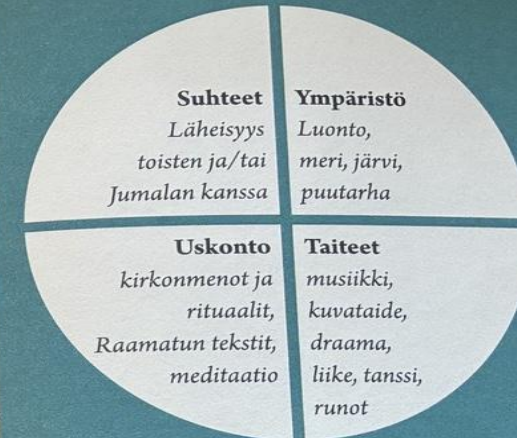 Suhteet
Läheisyys
toisten ja/tai
Jumalan kanssa
Ympäristö
Luonto,
meri, järvi,
puutarha
Uskonto
kirkonmenot ja
rituaalit,
Raamatun tekstit,
meditaatio
Taiteet
musiikki,
kuvataide,
draama,
liike, tanssi,
runot